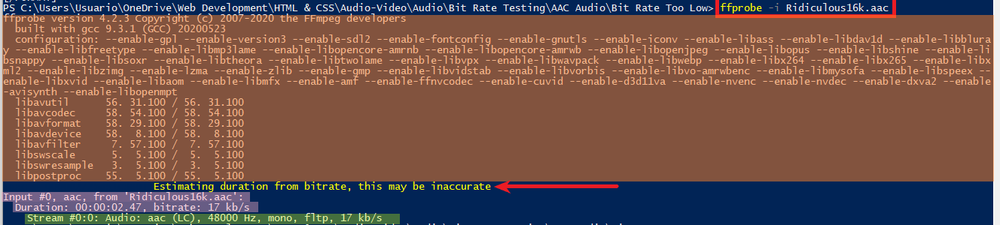 PS C:\Users\Usuario\OneDrive\Web Development\HTML & CSS\Audio-Video\Audio\Bit Rate Testing\AAC Audio\Bit Rate Too Low> ffprobe -i Ridiculous16k.aac
ffprobe version 4.2.3 Copyright (c) 2007-2020 the FFmpeg developers
built with gcc 9.3.1 (GCC) 20200523
configuration: --enable-gpl --enable-version3 --enable-sdl2 --enable-fontconfig --enable-gnutls --enable-iconv --enable-libass --enable-libdav1d --enable-libblura
y --enable-libfreetype --enable-libmp3lame --enable-libopencore-amrnb --enable-libopencore-amrwb --enable-libopenjpeg --enable-libopus --enable-libshine --enable-li
bsnappy --enable-libsoxr --enable-libtheora --enable-libtwolame --enable-libvpx --enable-libwavpack --enable-libwebp --enable-libx264 --enable-libx265 --enable-libx
ml2 --enable-libzimg --enable-lzma --enable-zlib --enable-gmp --enable-libvidstab --enable-libvorbis --enable-libvo-amrwbenc --enable-libmysofa --enable-libspeex --
enable-libxvid --enable-libaom --enable-libmfx --enable-amf --enable-ffnvcodec --enable-cuvid --enable-d3d11va --enable-nvenc --enable-nvdec --enable-dxva2 --enable
-avisynth --enable-libopenmpt
libavutil 56. 31.100 / 56. 31.100
libavcodec 58. 54.100 / 58. 54.100
libavformat 58. 29.100 / 58. 29.100
libavdevice 58. 8.100 / 58. 8.100
libavfilter 7. 57.100 / 7. 57.100
libswscale 5. 5.100 / 5. 5.100
libswresample 3. 5.100 / 3. 5.100
libpostproc 55. 5.100 / 55. 5.100
Estimating duration from bitrate, this may be inaccurate
Input #0, aac, from 'Ridiculous16k.aac':
Duration: 00:00:02.47, bitrate: 17 kb/s
Stream #0:0: Audio: aac (LC), 48000 Hz, mono, fltp, 17 kb/s